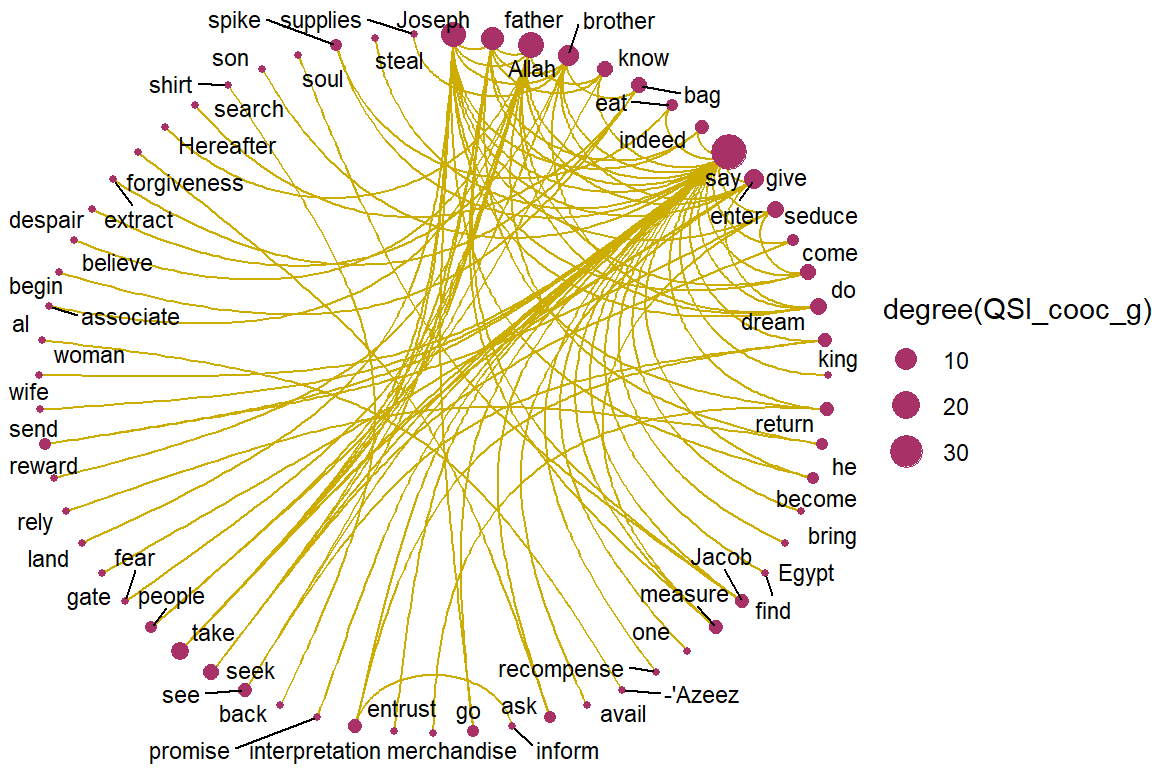 spike
supplies
Joseph
father
brother
son
soul
steal
Allah
know
shirt
search
eat
bag
Hereafter
indeed
forgiveness
say
give
despair
extract
enter
seduce
believe
come
begin
associate
do
al
dream
woman
king
wife
send
return
reward
he
become
rely
bring
land
fear
Jacob
Egypt
gate
people
measure
find
take
one
seek
recompense
see
-'Azeez
back
entrust
go
ask
avail
promise
interpretation
merchandise
inform
degree(QSI_cooc_g)
10
20
30